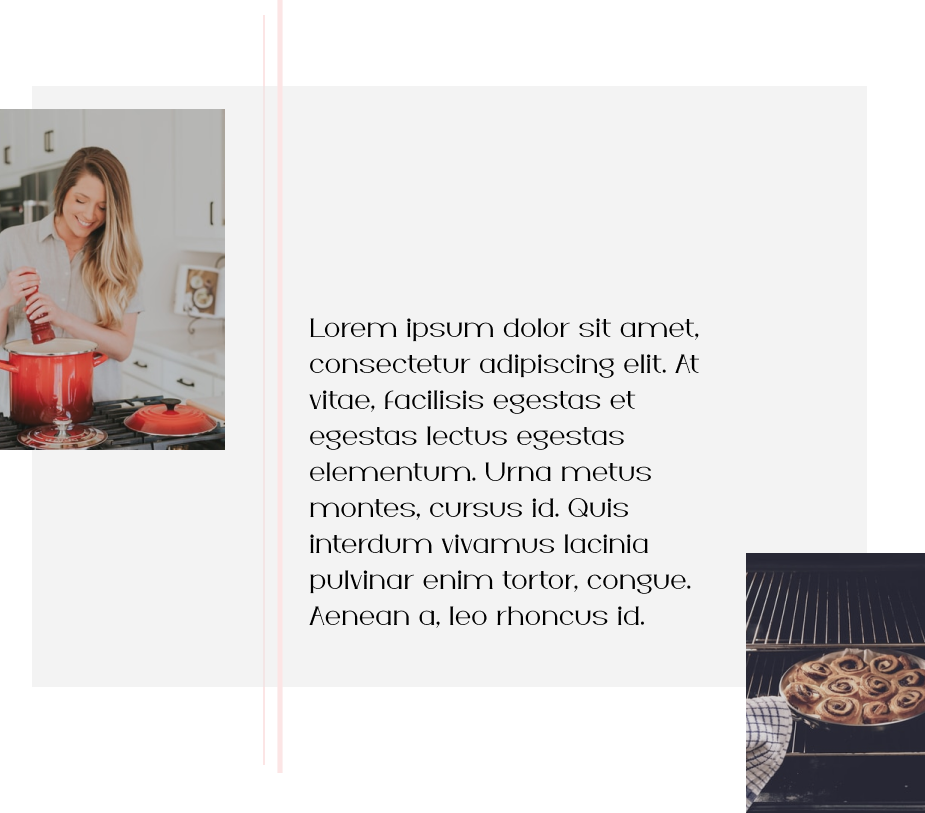 Lorem ipsum dolor sit amet,
consectetur adipiscing elit. At
vitae, facilisis egestas et
egestas lectus egestas
elementum. Urna metus
montes, cursus id. Quis
interdum vivamus lacinia
pulvinar enim tortor, congue.
Aenean a, leo rhoncus id.